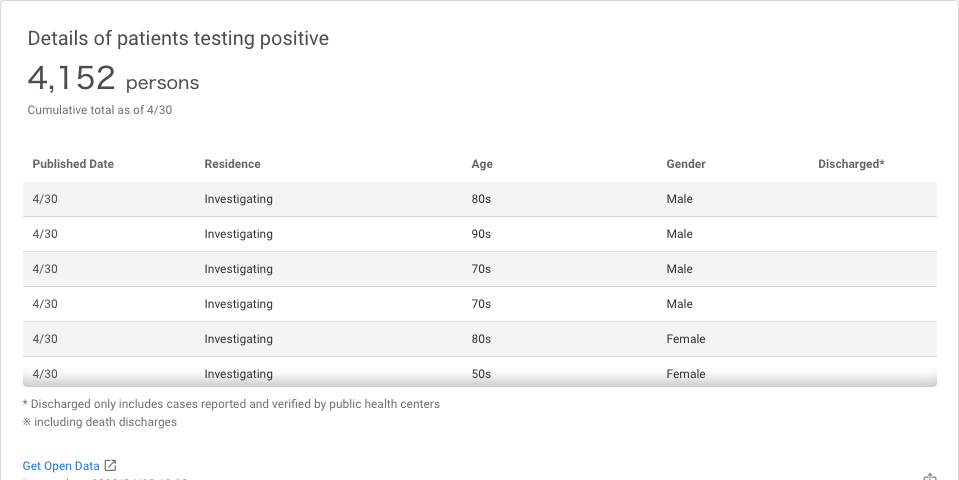 Details of patients testing positive
4,152 persons
Cumulative total as of 4/30
Published Date Residence Age Gender Discharged*
4/30 Investigating 80s Male
4/30 Investigating 90s Male
4/30 Investigating 70s Male
4/30 Investigating 70s Male
4/30 Investigating 80s Female
4/30 Investigating 50s Female
* Discharged only includes cases reported and verified by public health centers
※ including death discharges
Get Open Data